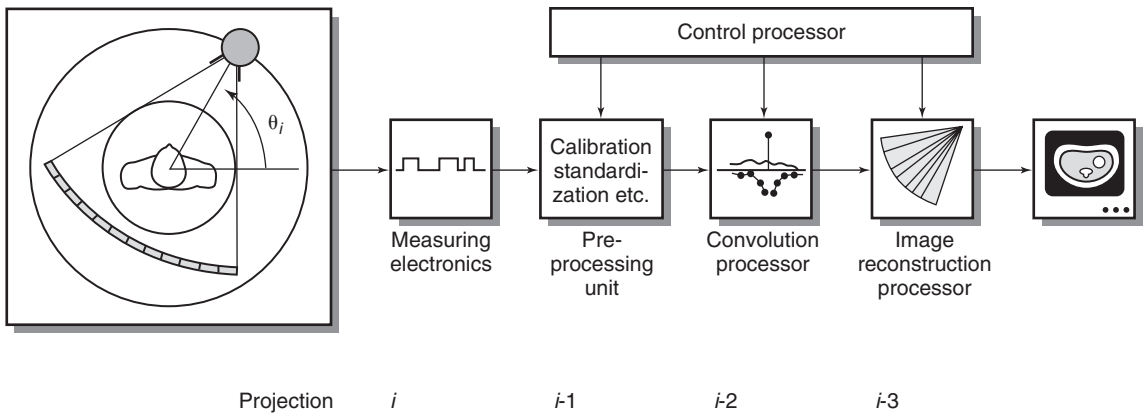 Control processor
θi
Calibration
standardi-
zation etc.
Measuring
electronics
Pre-
processing
unit
Convolution
processor
Image
reconstruction
processor
Projection i i-1 i-2 i-3